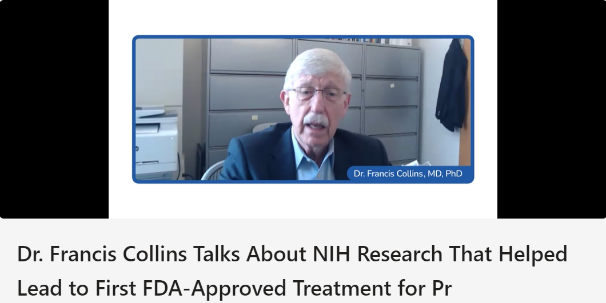 Dr. Francis Collins, MD, PhD
Dr. Francis Collins Talks About NIH Research That Helped
Lead to First FDA-Approved Treatment for Pr